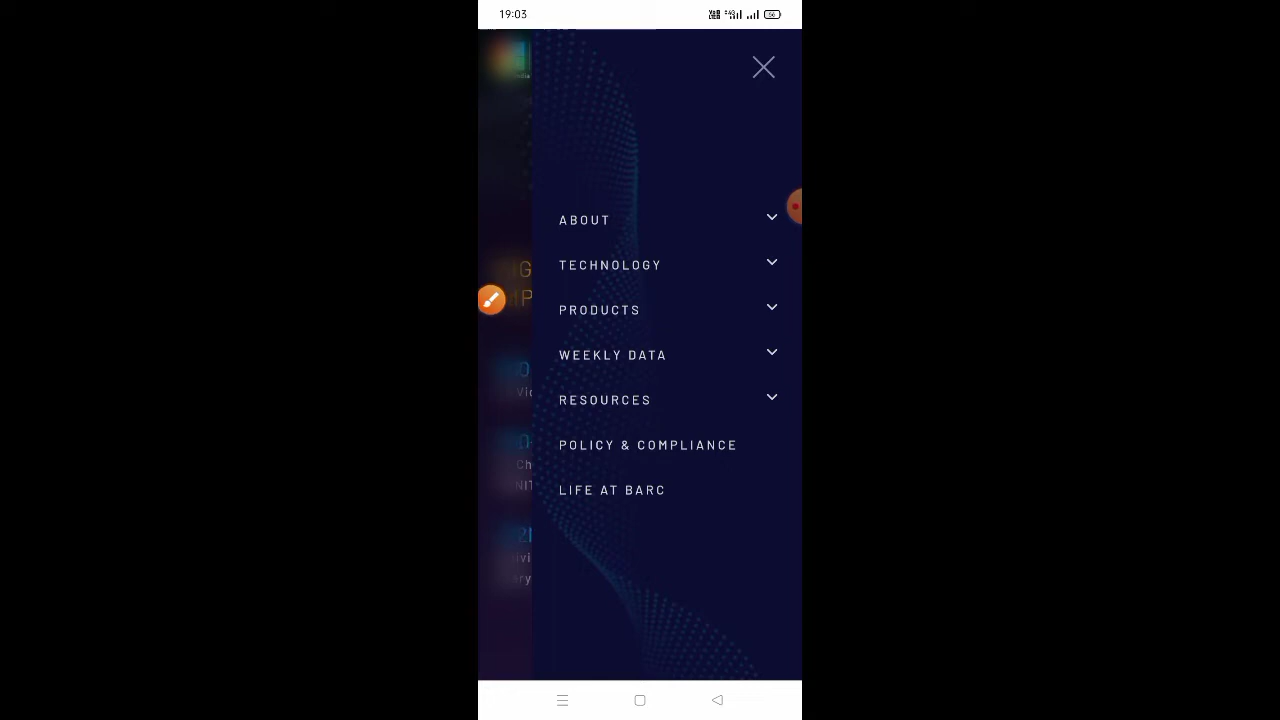 19:03
ABOUT
TECHNOLOGY
PRODUCTS
WEEKLY DATA
RESOURCES
POLICY & COMPLIANCE
LIFE AT BARC